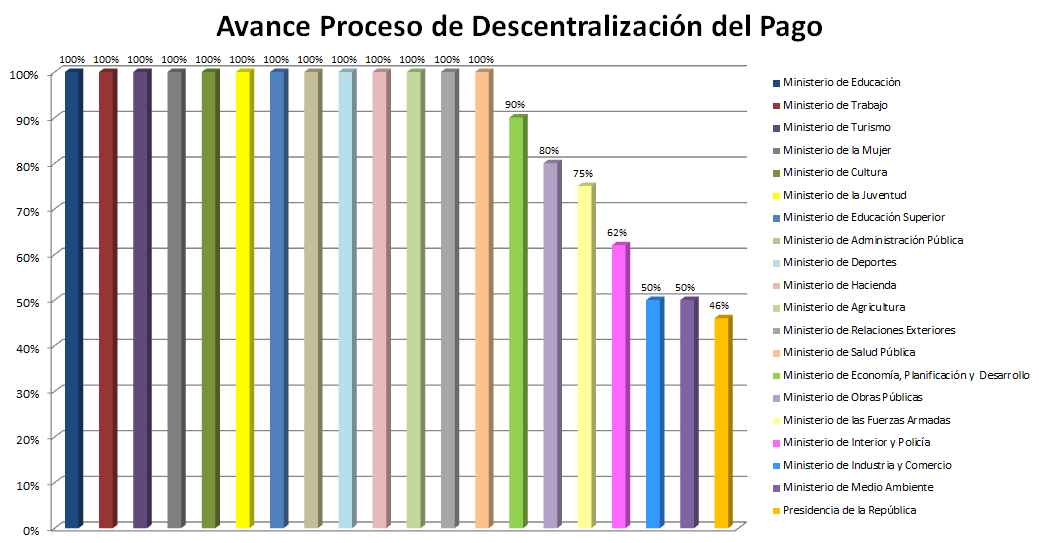 Avance Proceso de Descentralización del Pago
100% 100% 100% 100% 100% 100% 100% 100% 100% 100% 100% 100% 100%
90%
80%
75%
62%
50% 50%
46%
100%
90%
80%
70%
60%
50%
40%
30%
20%
10%
0%
Ministerio de Educación
Ministerio de Trabajo
Ministerio de Turismo
Ministerio de la Mujer
Ministerio de Cultura
Ministerio de la Juventud
Ministerio de Educación Superior
Ministerio de Administración Pública
Ministerio de Deportes
Ministerio de Hacienda
Ministerio de Agricultura
Ministerio de Relaciones Exteriores
Ministerio de Salud Pública
Ministerio de Economía, Planificación y Desarrollo
Ministerio de Obras Públicas
Ministerio de las Fuerzas Armadas
Ministerio de Interior y Policía
Ministerio de Industria y Comercio
Ministerio de Medio Ambiente
Presidencia de la República